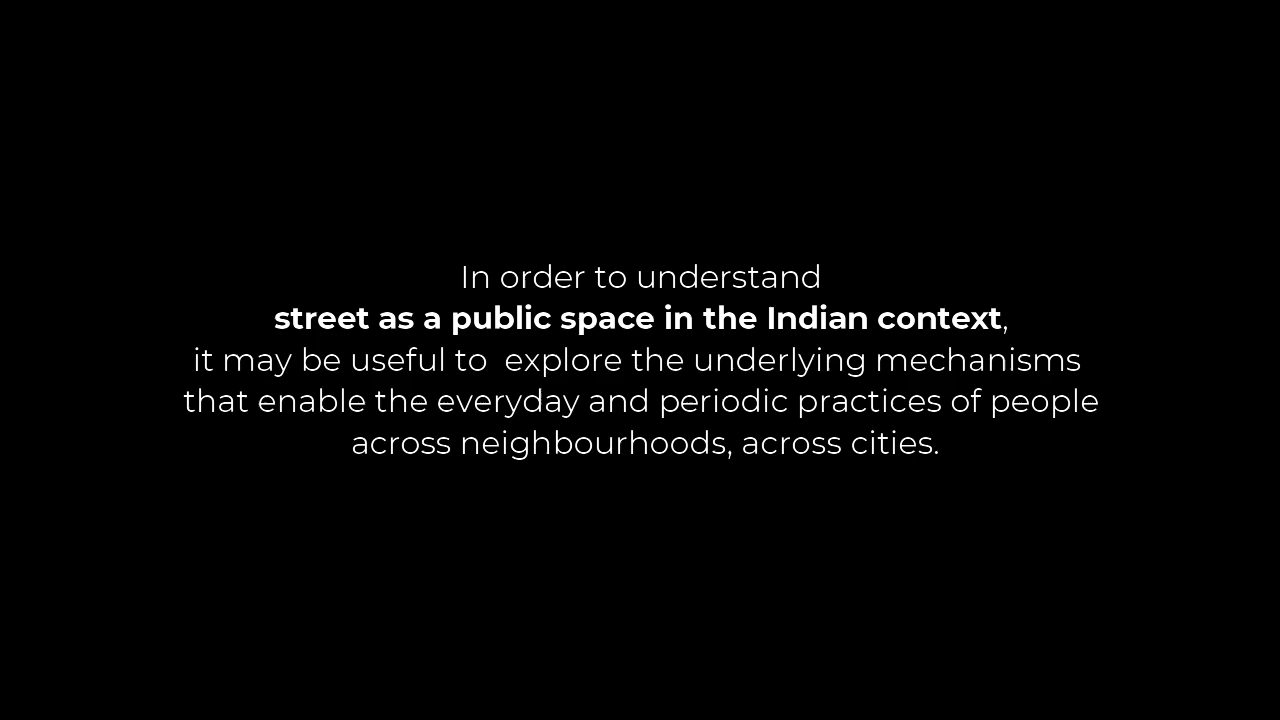 In order to understand
street as a public space in the Indian context,
it may be useful to  explore the underlying mechanisms
that enable the everyday and periodic practices of people
across neighbourhoods, across cities.